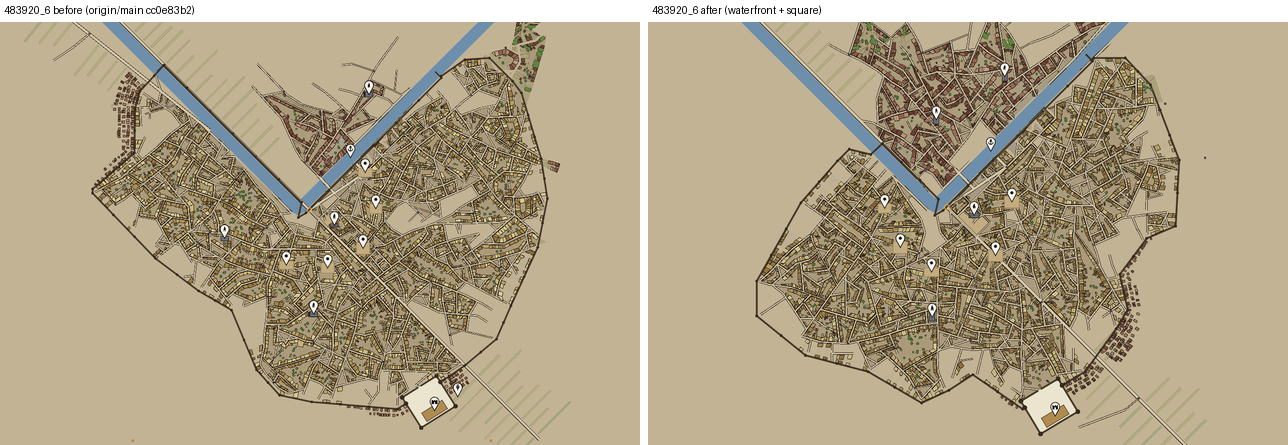 483920_6 before (origin/main cc0e83b2)
483920_6 after (waterfront + square)